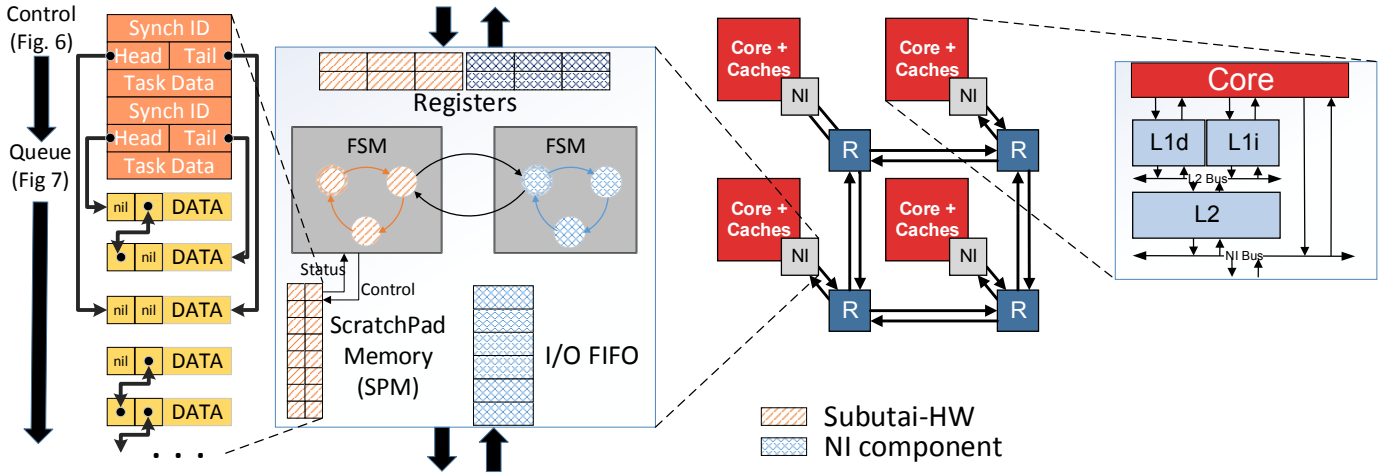 Control
(Fig. 6)
Queue
(Fig 7)
Synch ID
Head Tail
Task Data
Synch ID
Head Tail
Task Data
nil DATA
nil DATA
nil nil DATA
nil DATA
DATA
. . .
Registers
FSM
FSM
Status
Control
ScratchPad
Memory
(SPM)
I/O FIFO
Core +
Caches
NI
R
Core +
Caches
NI
R
Core +
Caches
NI
R
Core +
Caches
NI
R
Subutai-HW
NI component
Core
L1d
L1i
L2 Bus
L2
NI Bus